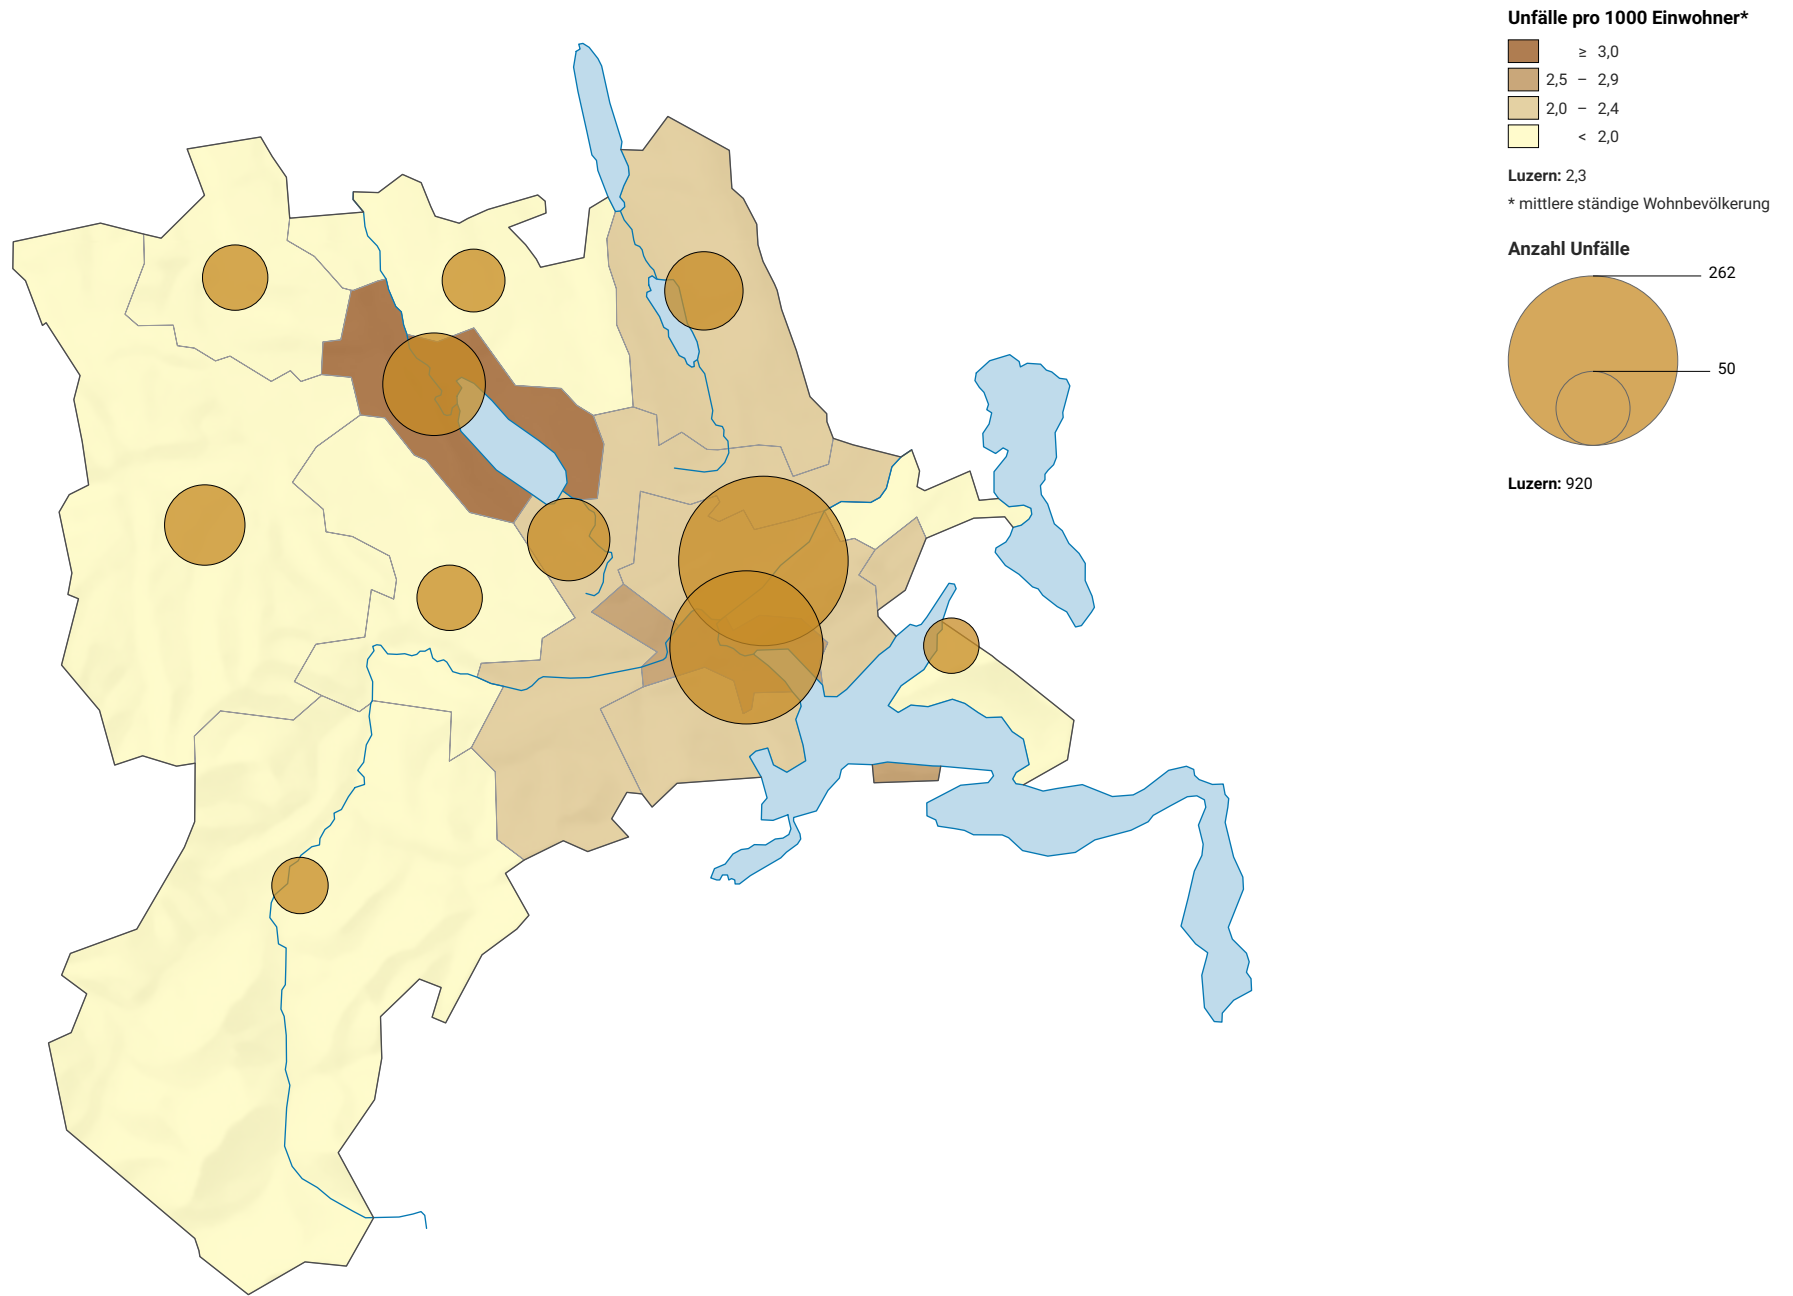 Unfälle pro 1000 Einwohner*
≥ 3,0
2,5 – 2,9
2,0 – 2,4
< 2,0
Luzern: 2,3
* mittlere ständige Wohnbevölkerung
Anzahl Unfälle
262
50
Luzern: 920